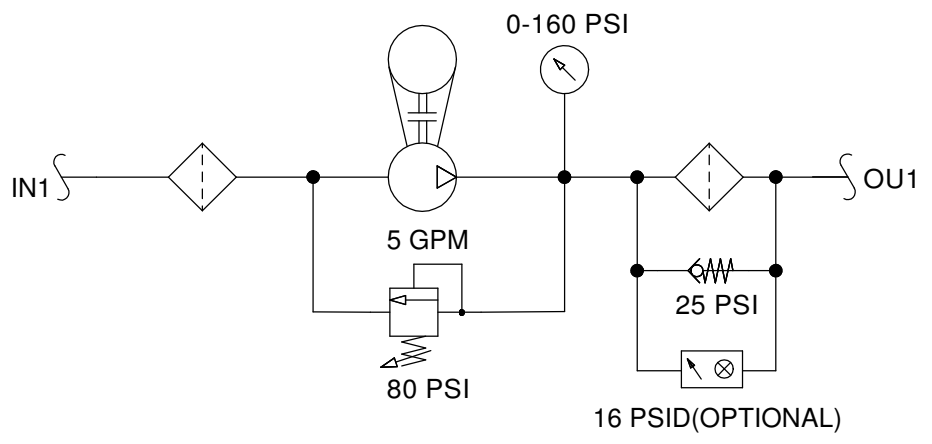 0-160 PSI
IN1
OU1
5 GPM
25 PSI
80 PSI
16 PSID(OPTIONAL)